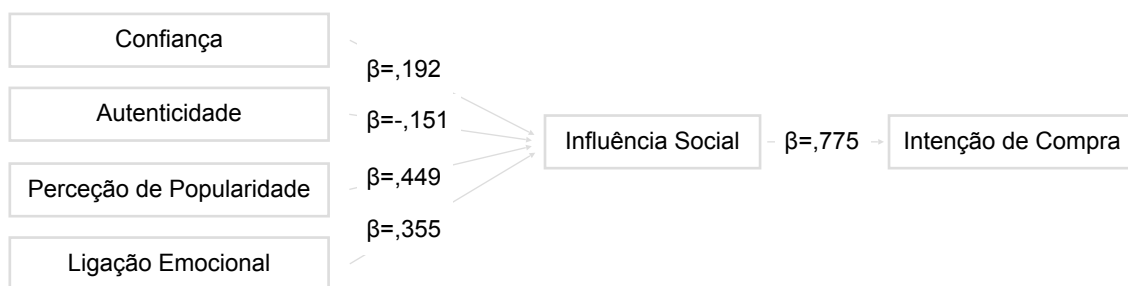 Confiança
β=,192
Autenticidade
β=-,151
Influência Social
β=,775
Intenção de Compra
Perceção de Popularidade
β=,449
β=,355
Ligação Emocional